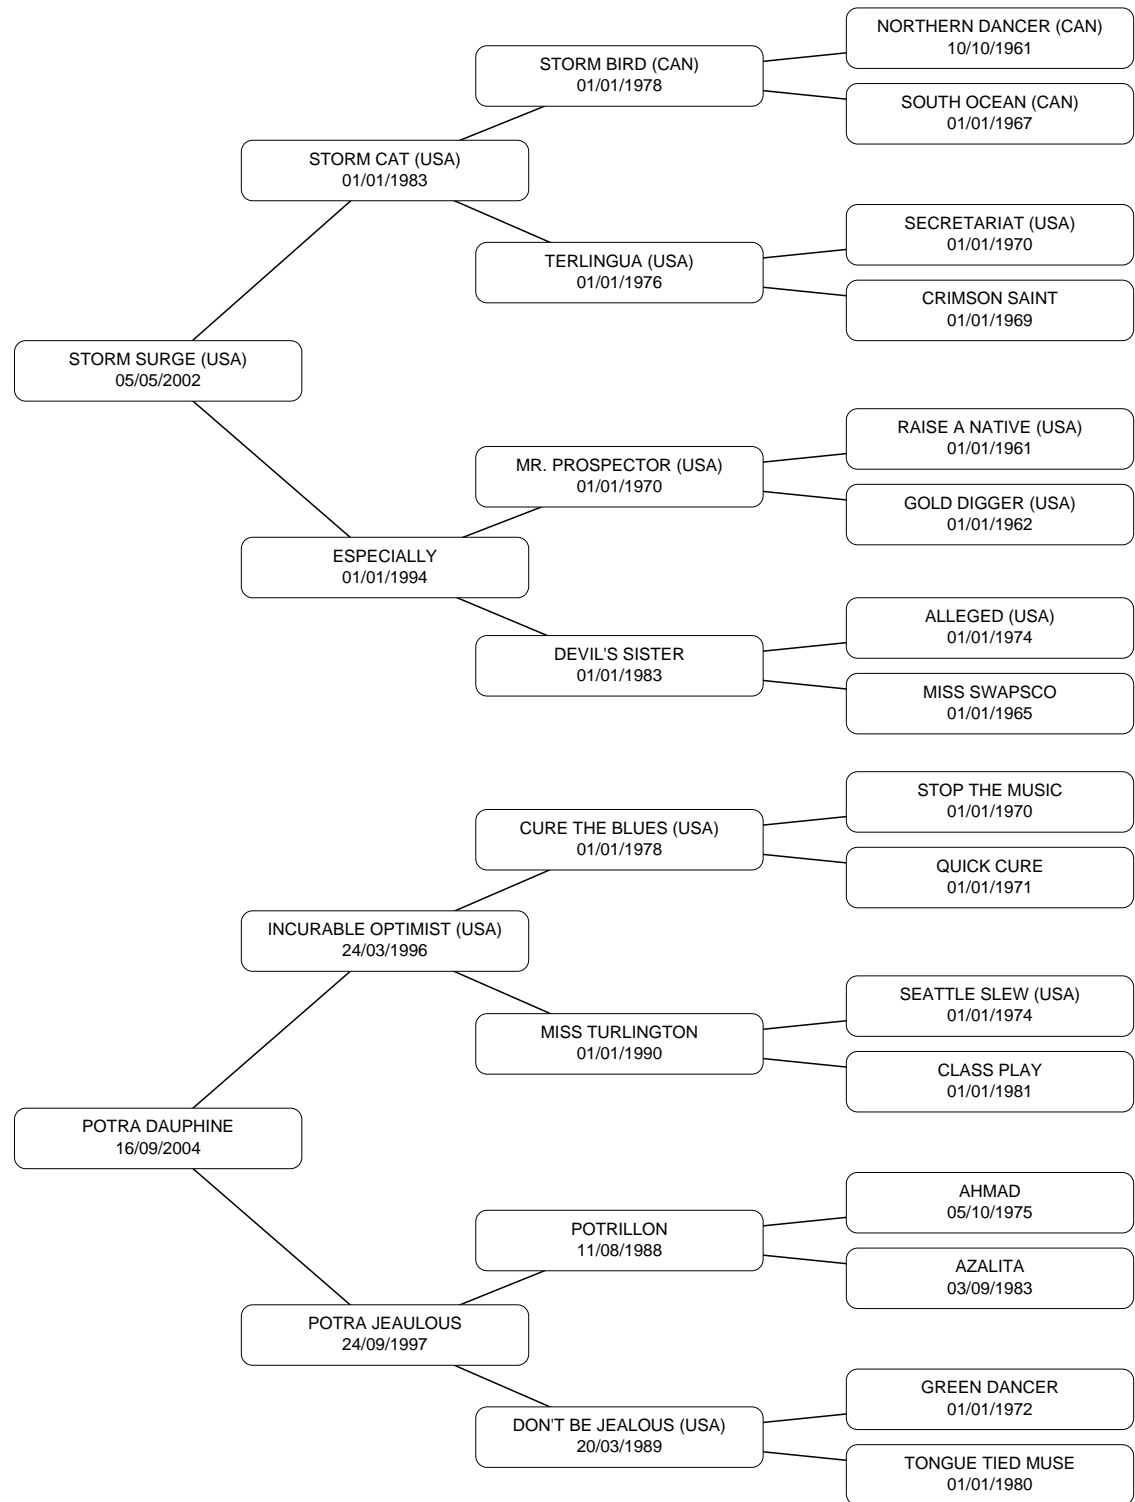 NORTHERN DANCER (CAN)
10/10/1961
STORM BIRD (CAN)
01/01/1978
SOUTH OCEAN (CAN)
01/01/1967
STORM CAT (USA)
01/01/1983
SECRETARIAT (USA)
01/01/1970
TERLINGUA (USA)
01/01/1976
CRIMSON SAINT
01/01/1969
STORM SURGE (USA)
05/05/2002
RAISE A NATIVE (USA)
01/01/1961
MR. PROSPECTOR (USA)
01/01/1970
GOLD DIGGER (USA)
01/01/1962
ESPECIALLY
01/01/1994
ALLEGED (USA)
01/01/1974
DEVIL'S SISTER
01/01/1983
MISS SWAPSCO
01/01/1965
STOP THE MUSIC
01/01/1970
CURE THE BLUES (USA)
01/01/1978
QUICK CURE
01/01/1971
INCURABLE OPTIMIST (USA)
24/03/1996
SEATTLE SLEW (USA)
01/01/1974
MISS TURLINGTON
01/01/1990
CLASS PLAY
01/01/1981
POTRA DAUPHINE
16/09/2004
AHMAD
05/10/1975
POTRILLON
11/08/1988
AZALITA
03/09/1983
POTRA JEAULOUS
24/09/1997
GREEN DANCER
01/01/1972
DON'T BE JEALOUS (USA)
20/03/1989
TONGUE TIED MUSE
01/01/1980